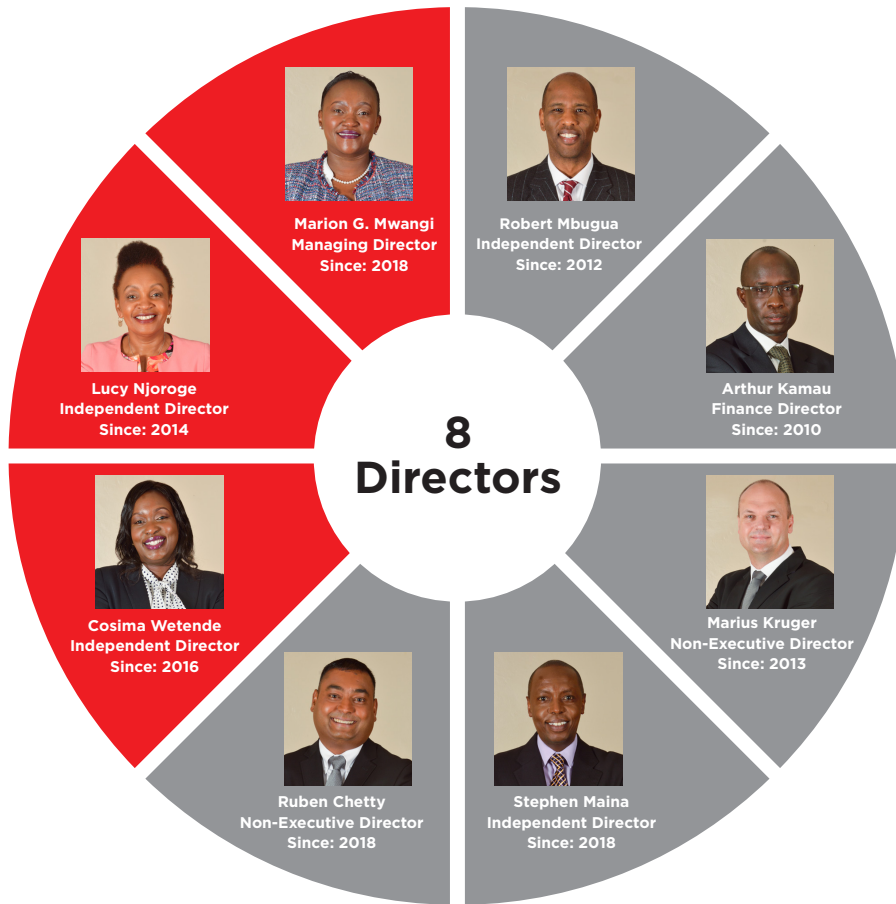 Marion G. Mwangi
Managing Director
Since: 2018
Robert Mbugua
Independent Director
Since: 2012
Lucy Njoroge
Independent Director
Since: 2014
Arthur Kamau
Finance Director
Since: 2010
8
Directors
Cosima Wetende
Independent Director
Since: 2016
Marius Kruger
Non-Executive Director
Since: 2013
Ruben Chetty
Non-Executive Director
Since: 2018
Stephen Maina
Independent Director
Since: 2018